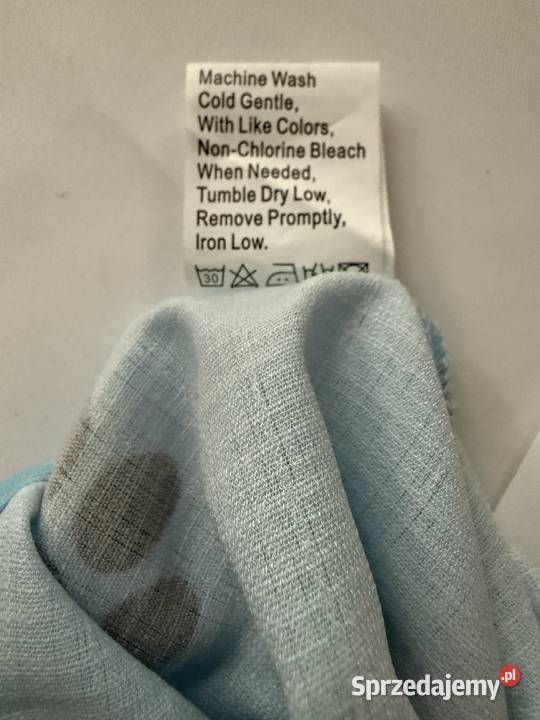 Machine Wash
Cold Gentle,
With Like Colors,
Non-Chlorine Bleach
When Needed,
Tumble Dry Low,
Remove Promptly,
Iron Low.
30
Sprzedajemy.pl